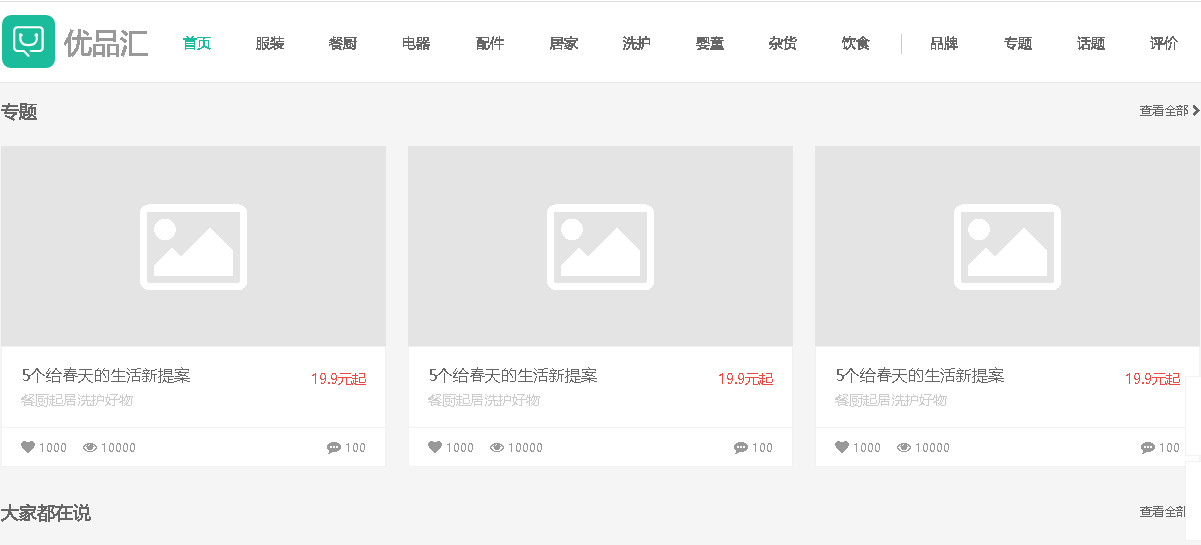 优品汇 首页 服装 餐厨 电器 配件 居家 洗护 婴童 杂货 饮食 品牌 专题 话题 评价
专题 查看全部
5个给春天的生活新提案 19.9元起
餐厨起居洗护好物
1000 10000 100
5个给春天的生活新提案 19.9元起
餐厨起居洗护好物
1000 10000 100
5个给春天的生活新提案 19.9元起
餐厨起居洗护好物
1000 10000 100
大家都在说 查看全部